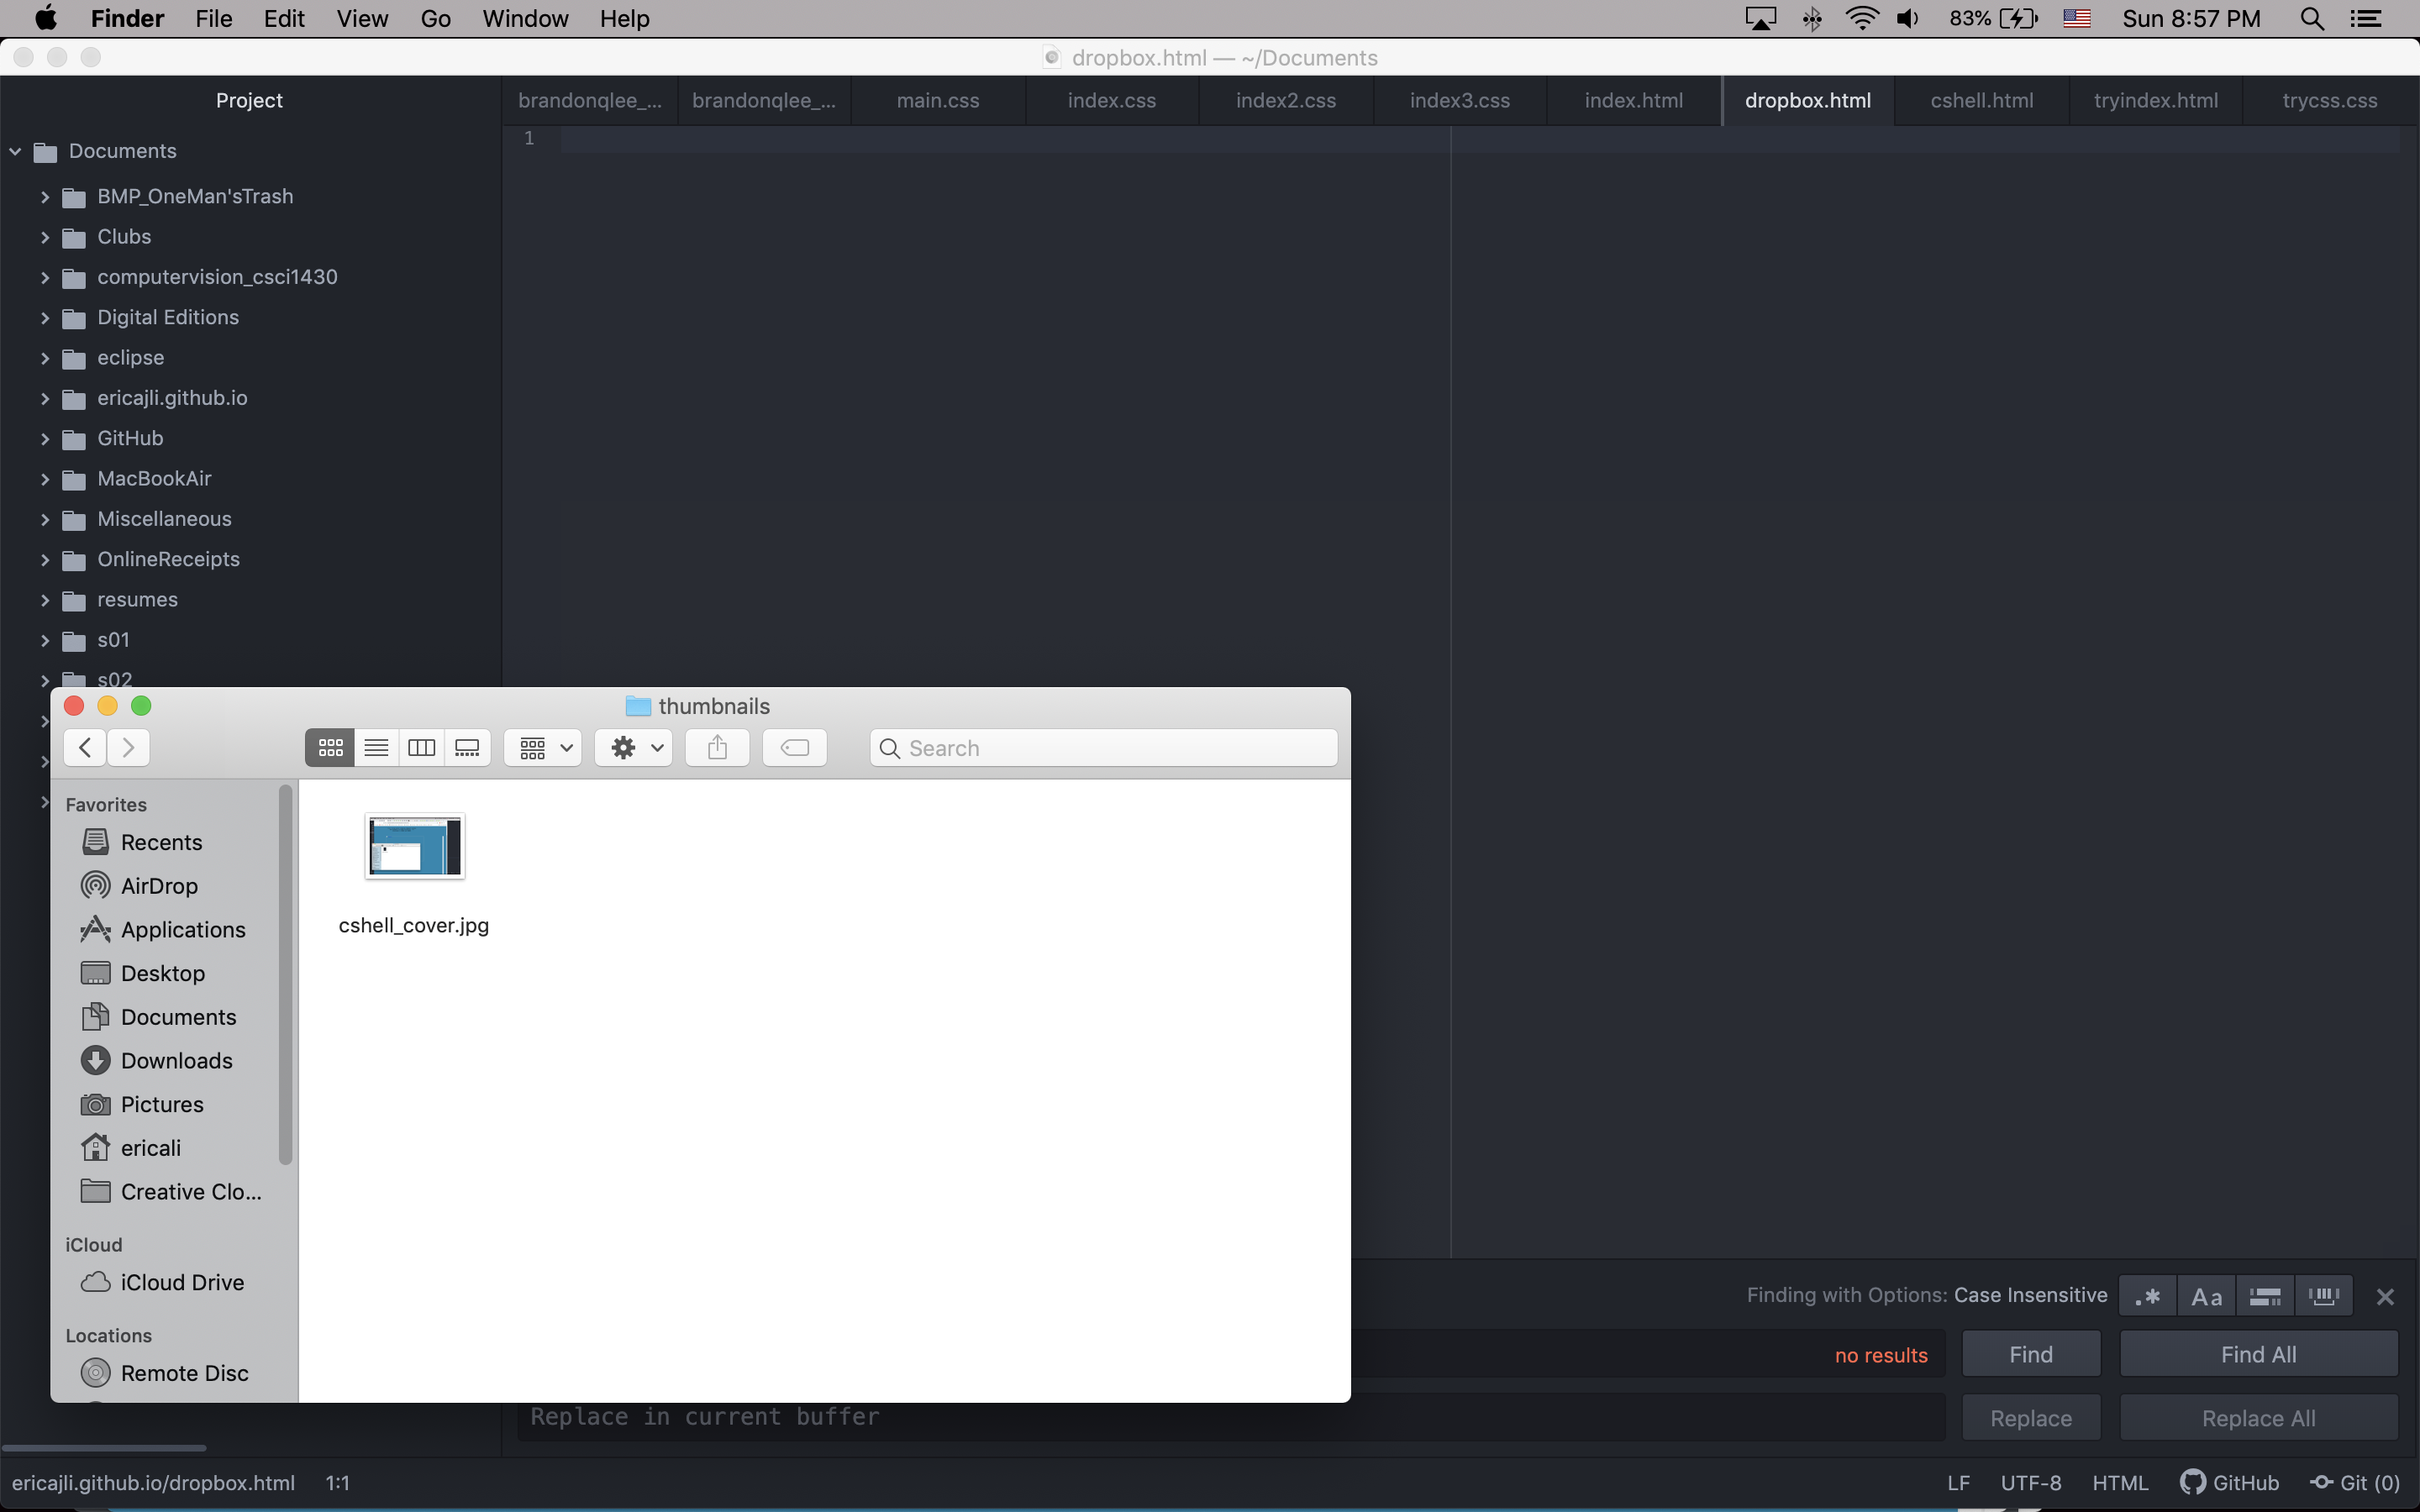 Finder File Edit View Go Window Help 83% Sun 8:57 PM
dropbox.html — ~/Documents
Project
brandonqlee_... brandonqlee_... main.css index.css index2.css index3.css index.html dropbox.html cshell.html tryindex.html trycss.css
1
Documents
BMP_OneMan'sTrash
Clubs
computervision_csci1430
Digital Editions
eclipse
ericajli.github.io
GitHub
MacBookAir
Miscellaneous
OnlineReceipts
resumes
s01
s02
thumbnails
Search
Favorites
Recents
AirDrop
Applications
Desktop
Documents
Downloads
Pictures
ericali
Creative Clo...
iCloud
iCloud Drive
Locations
Remote Disc
cshell_cover.jpg
Finding with Options: Case Insensitive .* Aa
no results Find Find All
Replace in current buffer Replace Replace All
ericajli.github.io/dropbox.html 1:1 LF UTF-8 HTML GitHub Git (0)